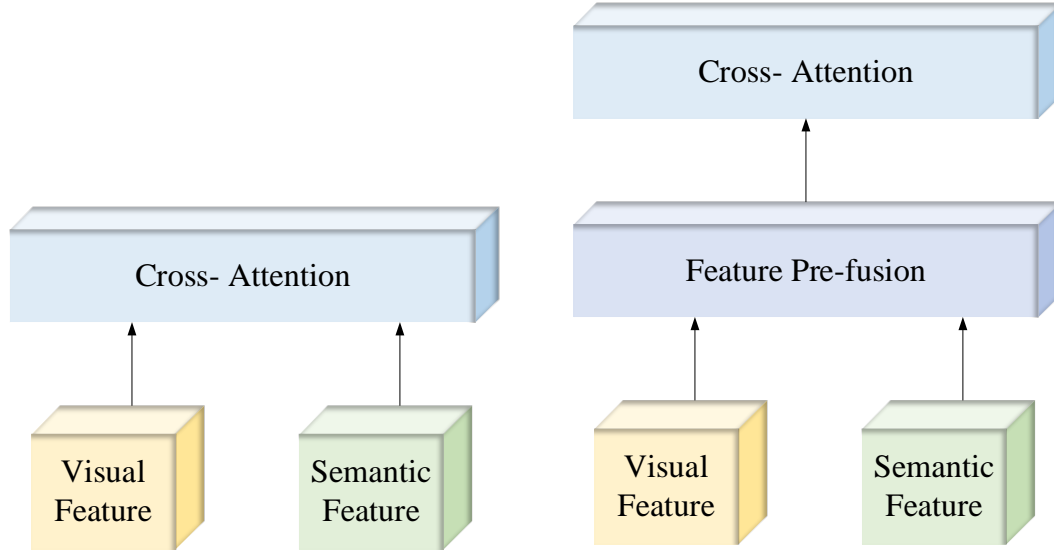 Cross- Attention
Visual
Feature
Semantic
Feature
Cross- Attention
Feature Pre-fusion
Visual
Feature
Semantic
Feature